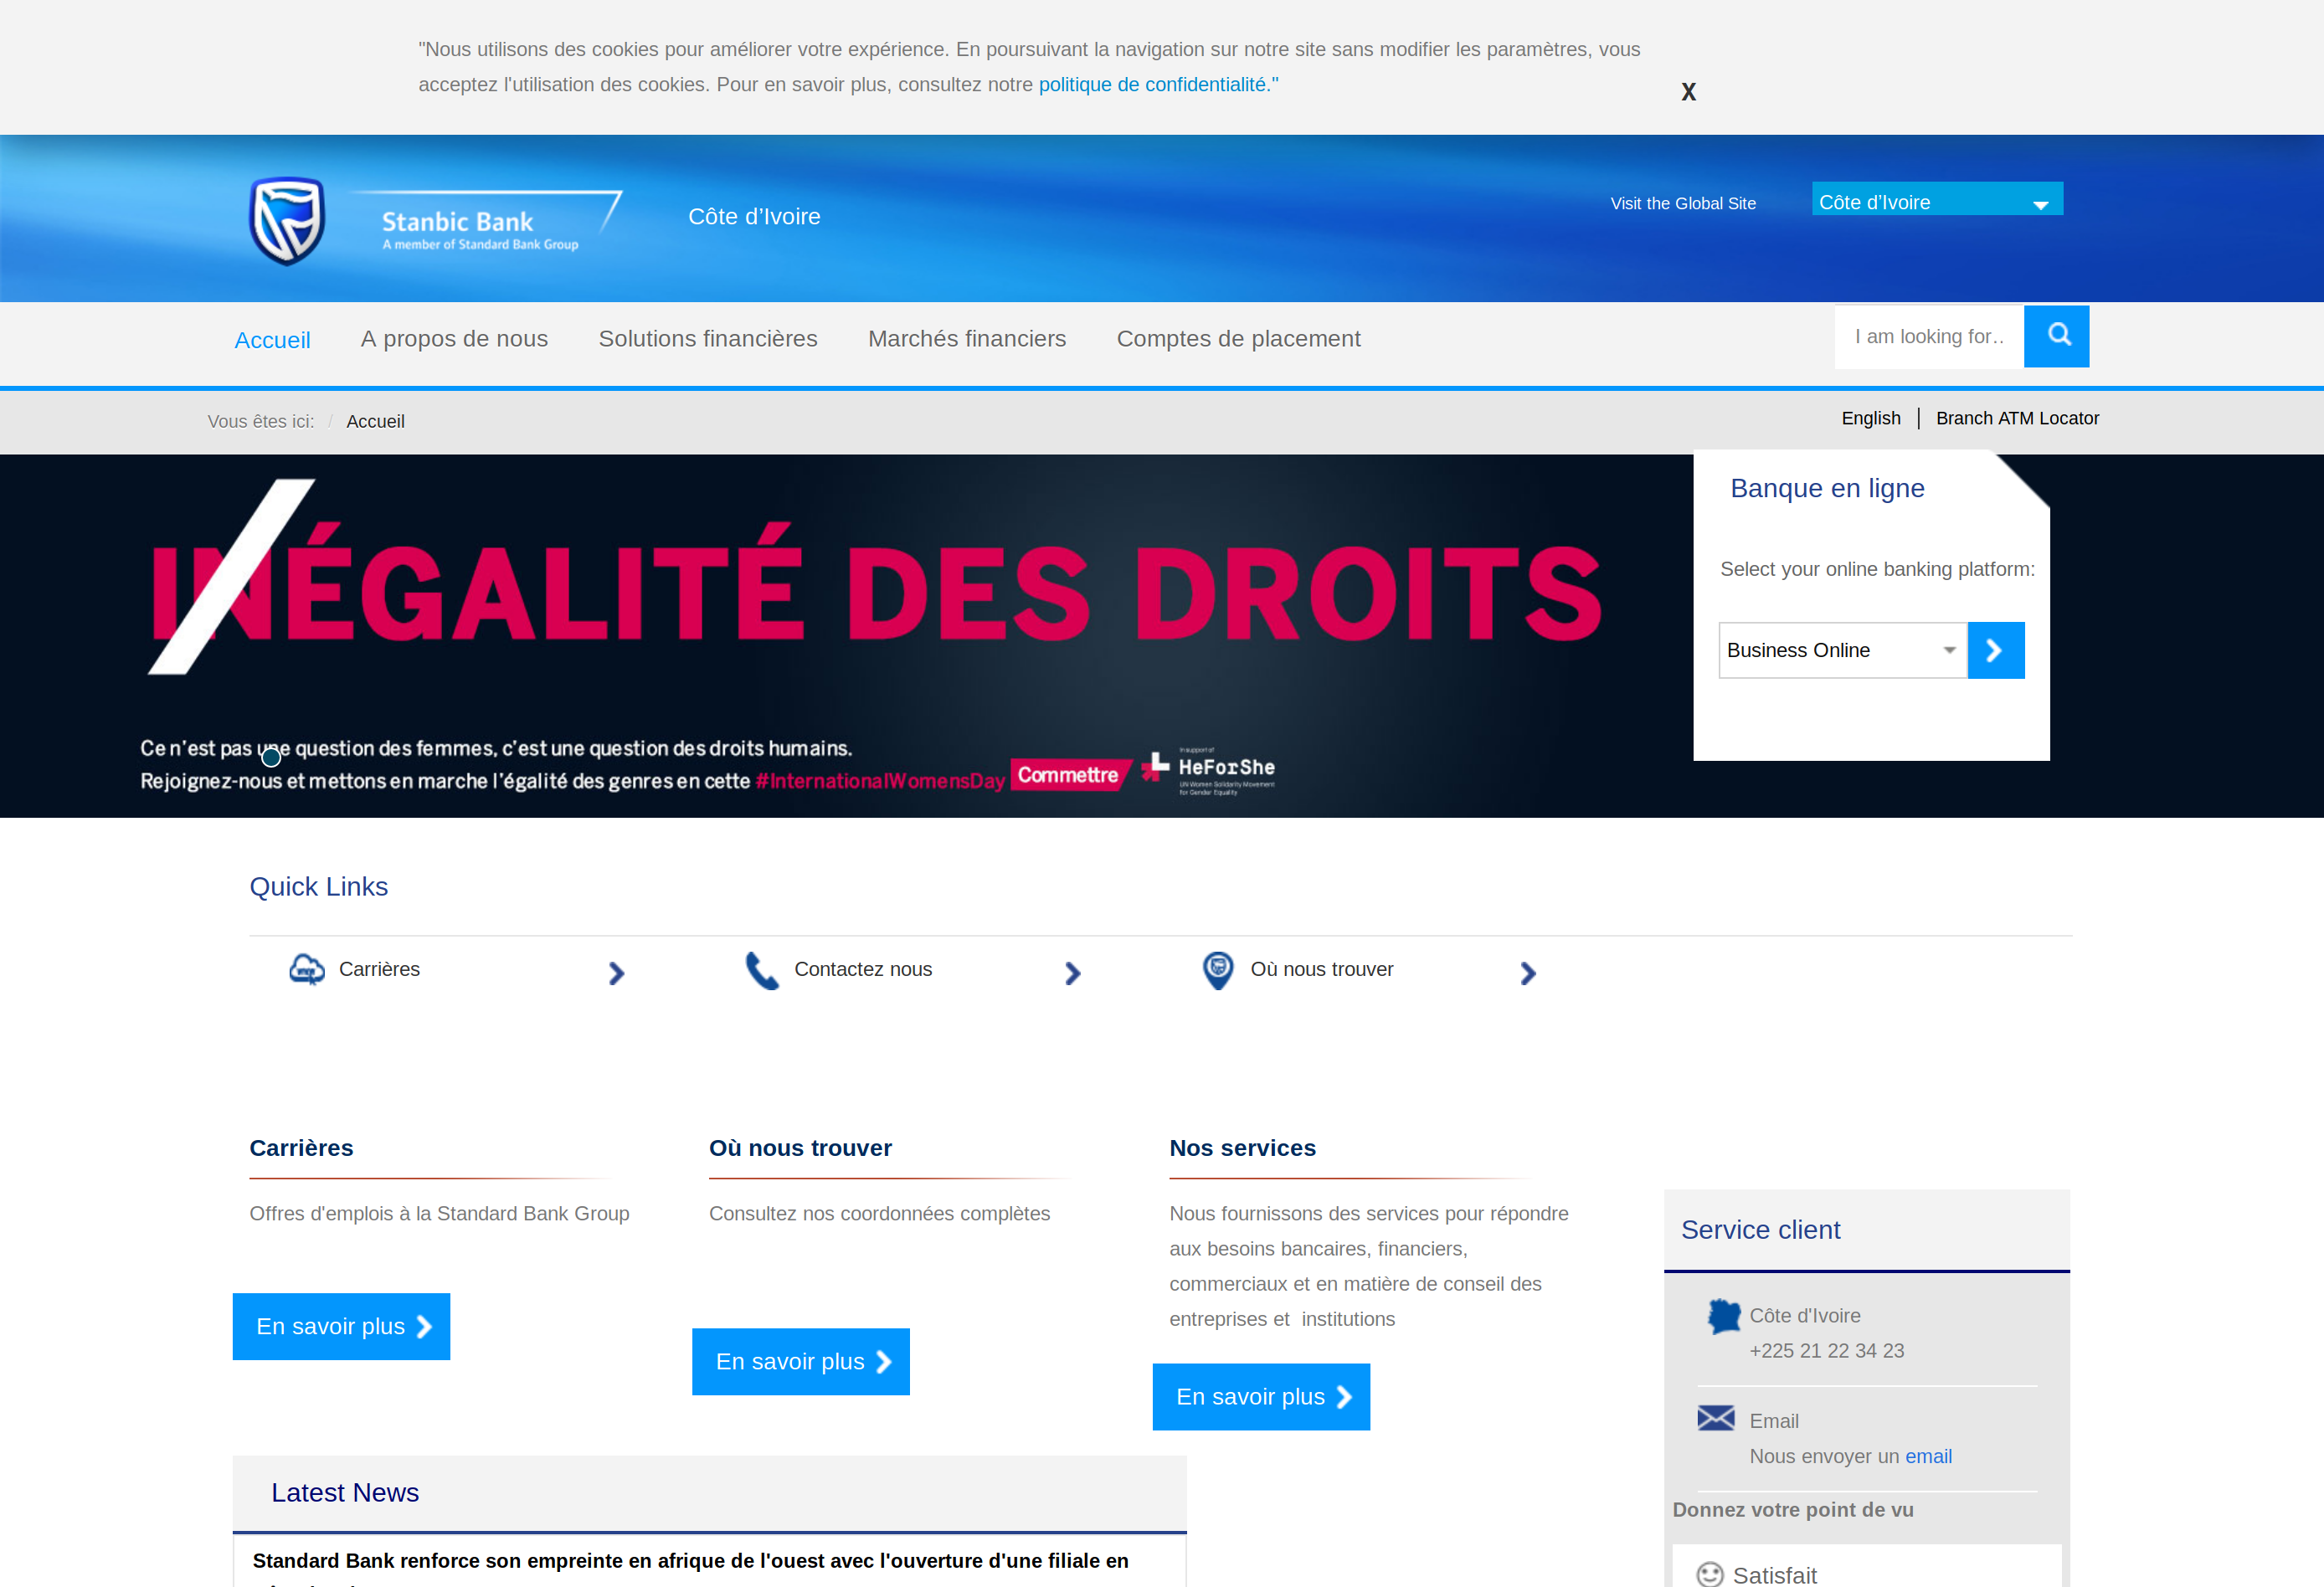 "Nous utilisons des cookies pour améliorer votre expérience. En poursuivant la navigation sur notre site sans modifier les paramètres, vous
acceptez l'utilisation des cookies. Pour en savoir plus, consultez notre politique de confidentialité."
X
Stanbic Bank
A member of Standard Bank Group
Côte d'Ivoire
Visit the Global Site
Côte d'Ivoire
Accueil
A propos de nous
Solutions financières
Marchés financiers
Comptes de placement
I am looking for..
Vous êtes ici: / Accueil
English
Branch ATM Locator
INÉGALITÉ DES DROITS
Banque en ligne
Select your online banking platform:
Business Online
Ce n'est pas une question des femmes, c'est une question des droits humains.
Rejoignez-nous et mettons en marche l'égalité des genres en cette #InternationalWomensDay
Commettre
In support of
HeForShe
UN Women Solidarity Movement
for Gender Equality
Quick Links
Carrières
Contactez nous
Où nous trouver
Carrières
Offres d'emplois à la Standard Bank Group
En savoir plus
Où nous trouver
Consultez nos coordonnées complètes
En savoir plus
Nos services
Nous fournissons des services pour répondre
aux besoins bancaires, financiers,
commerciaux et en matière de conseil des
entreprises et institutions
En savoir plus
Service client
Côte d'Ivoire
+225 21 22 34 23
Email
Nous envoyer un email
Donnez votre point de vu
Satisfait
Latest News
Standard Bank renforce son empreinte en afrique de l'ouest avec l'ouverture d'une filiale en